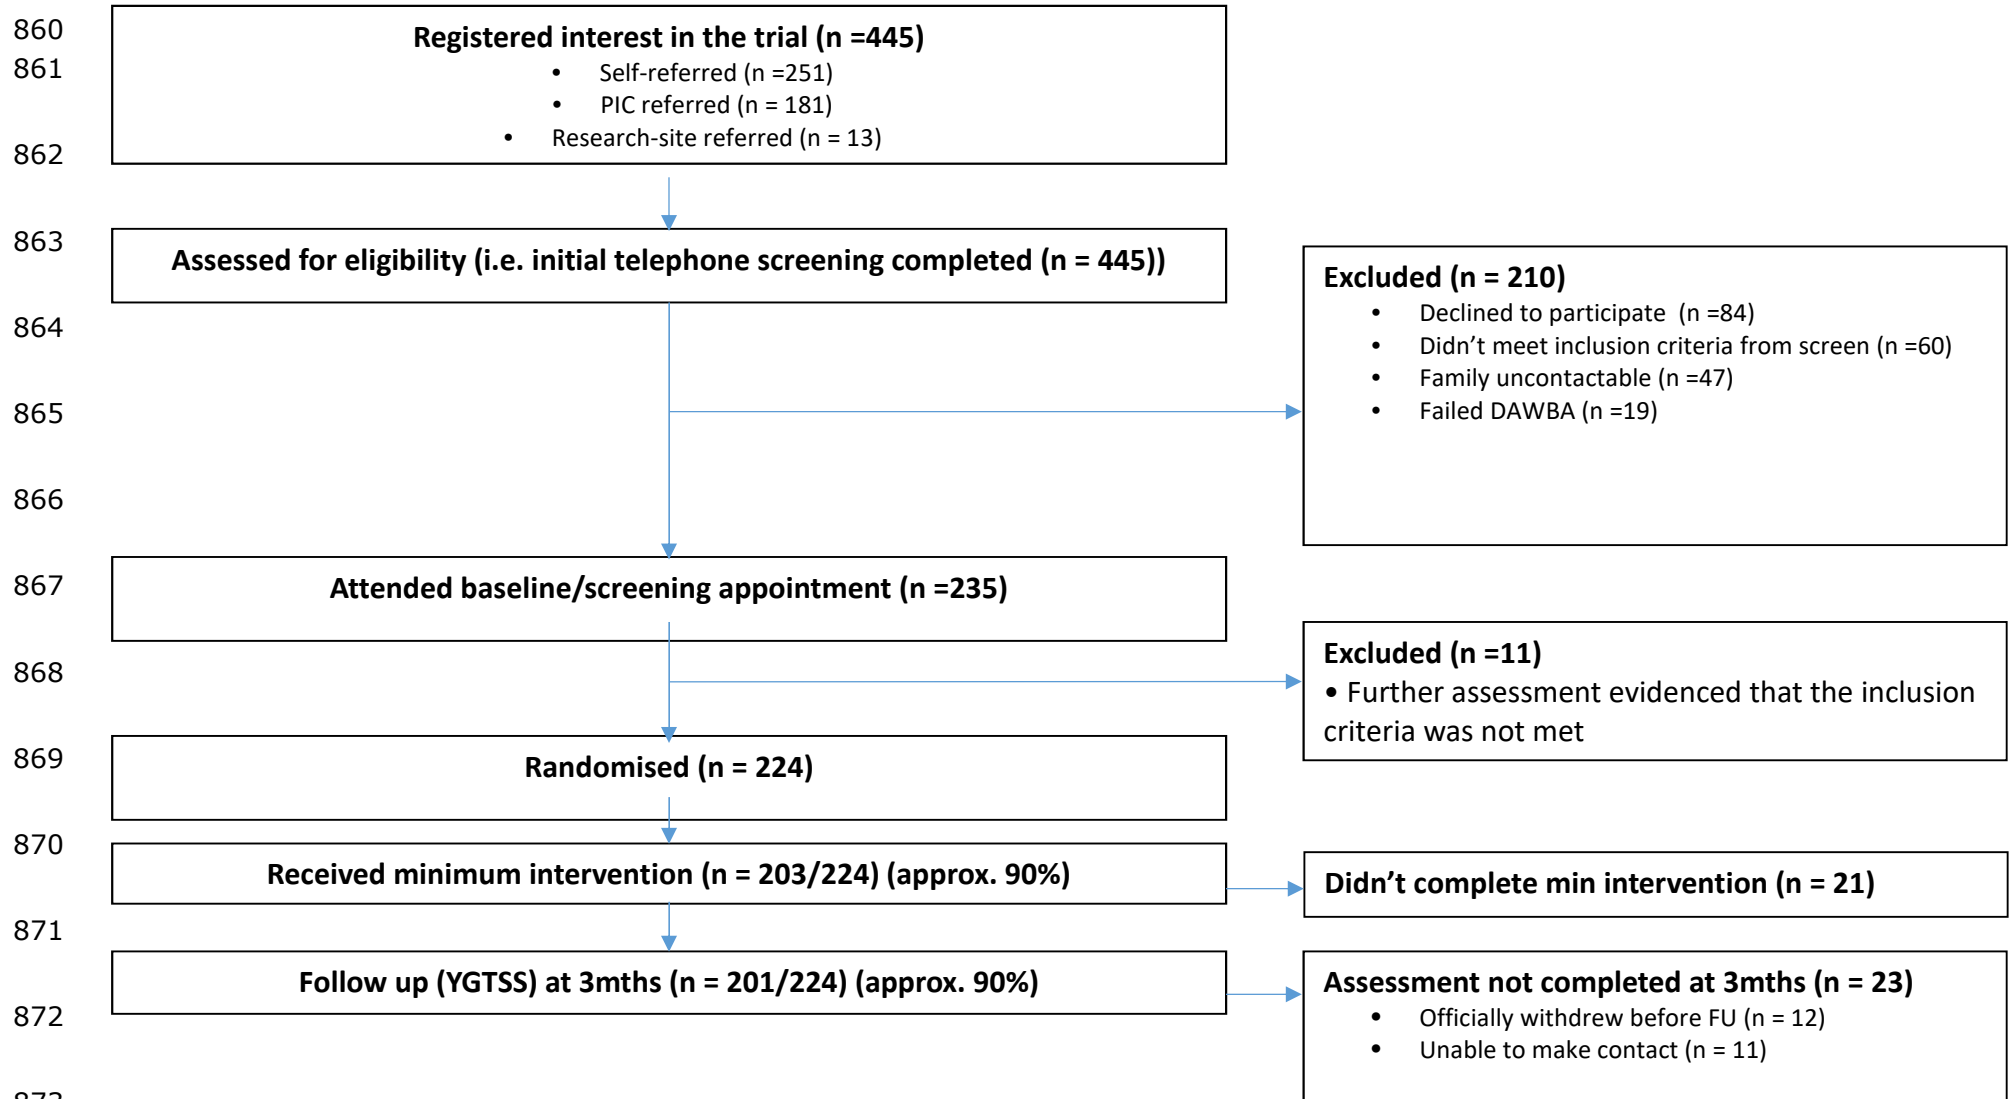 860
Registered interest in the trial (n =445)
861
• Self-referred (n =251)
• PIC referred (n = 181)
• Research-site referred (n = 13)
862
863
Assessed for eligibility (i.e. initial telephone screening completed (n = 445))
Excluded (n = 210)
• Declined to participate (n =84)
• Didn’t meet inclusion criteria from screen (n =60)
• Family uncontactable (n =47)
• Failed DAWBA (n =19)
864
865
866
867
Attended baseline/screening appointment (n =235)
868
Excluded (n =11)
• Further assessment evidenced that the inclusion
criteria was not met
869
Randomised (n = 224)
870
Received minimum intervention (n = 203/224) (approx. 90%)
Didn’t complete min intervention (n = 21)
871
Follow up (YGTSS) at 3mths (n = 201/224) (approx. 90%)
Assessment not completed at 3mths (n = 23)
• Officially withdrew before FU (n = 12)
• Unable to make contact (n = 11)
872
873